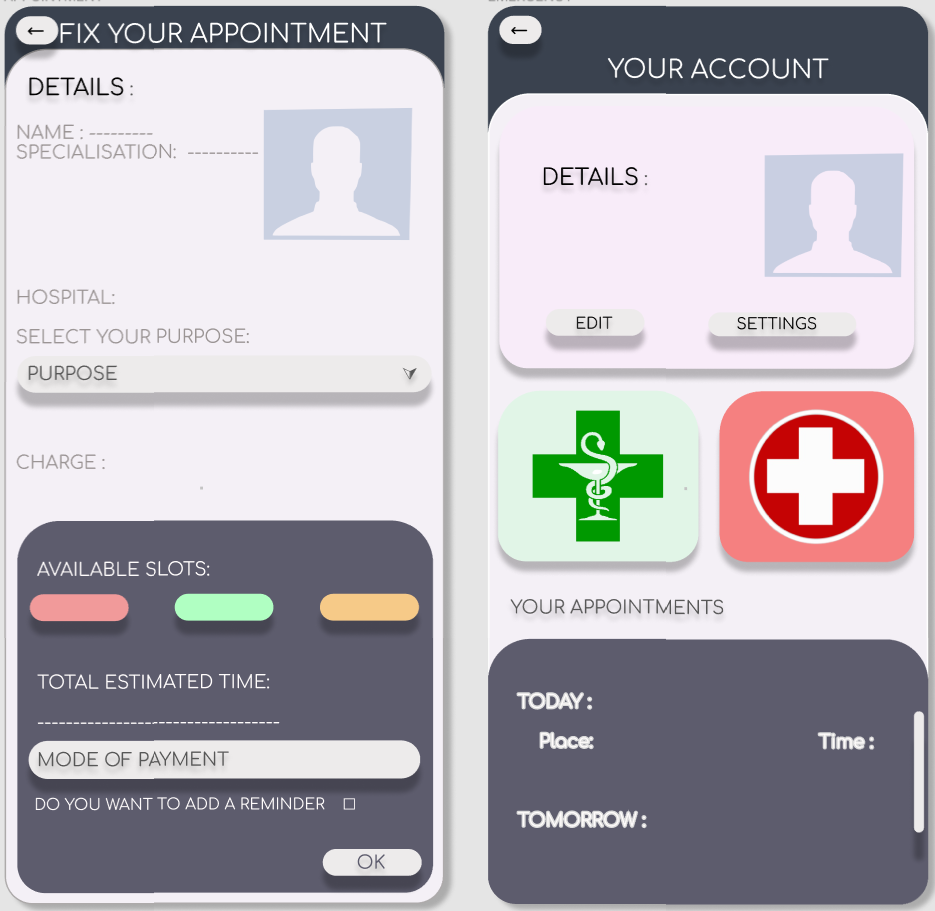 ←
FIX YOUR APPOINTMENT
DETAILS :
NAME : ---------
SPECIALISATION: ----------
HOSPITAL:
SELECT YOUR PURPOSE:
PURPOSE
CHARGE :
AVAILABLE SLOTS:
TOTAL ESTIMATED TIME:
----------------------------------
MODE OF PAYMENT
DO YOU WANT TO ADD A REMINDER
OK
←
YOUR ACCOUNT
DETAILS :
EDIT
SETTINGS
YOUR APPOINTMENTS
TODAY :
Place:
Time :
TOMORROW :